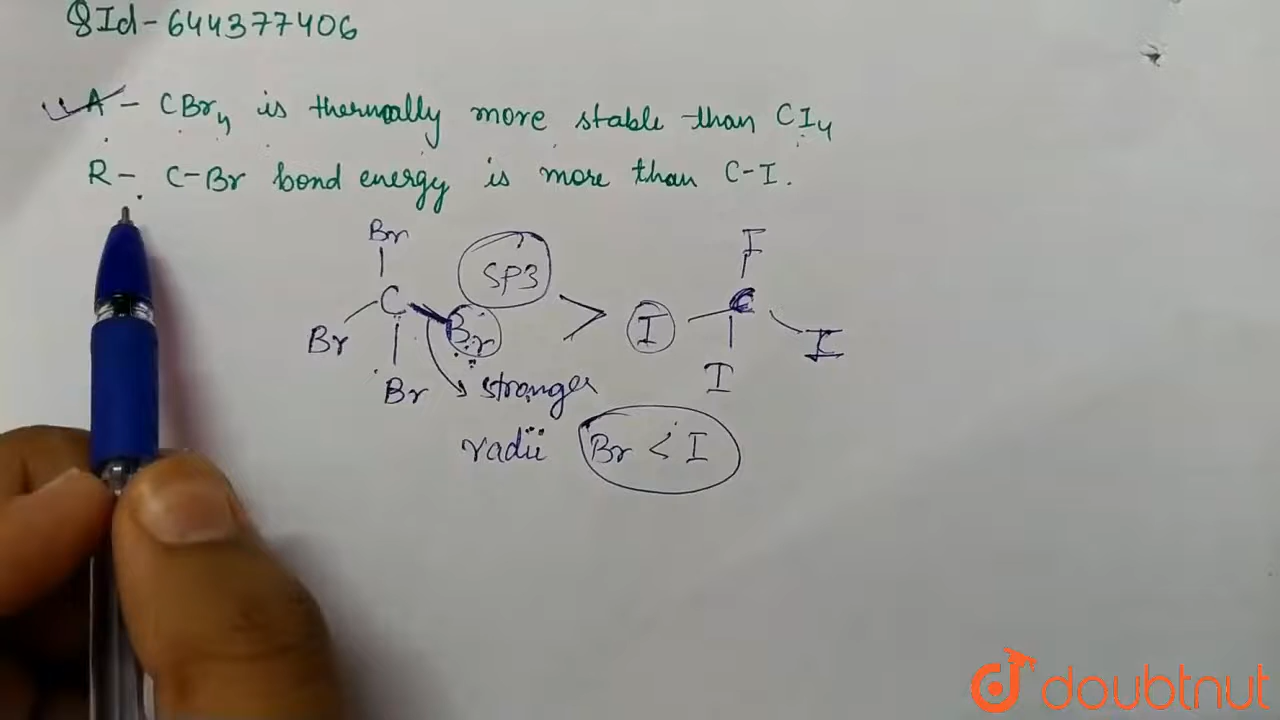 QId-644377406
A - CBr4 is thermally more stable than CI4
R - C-Br bond energy is more than C-I.
Br
SP3
I
C
>
I
C
Br
Br
I
Br
stronger
I
radii
Br < I
doubtnut